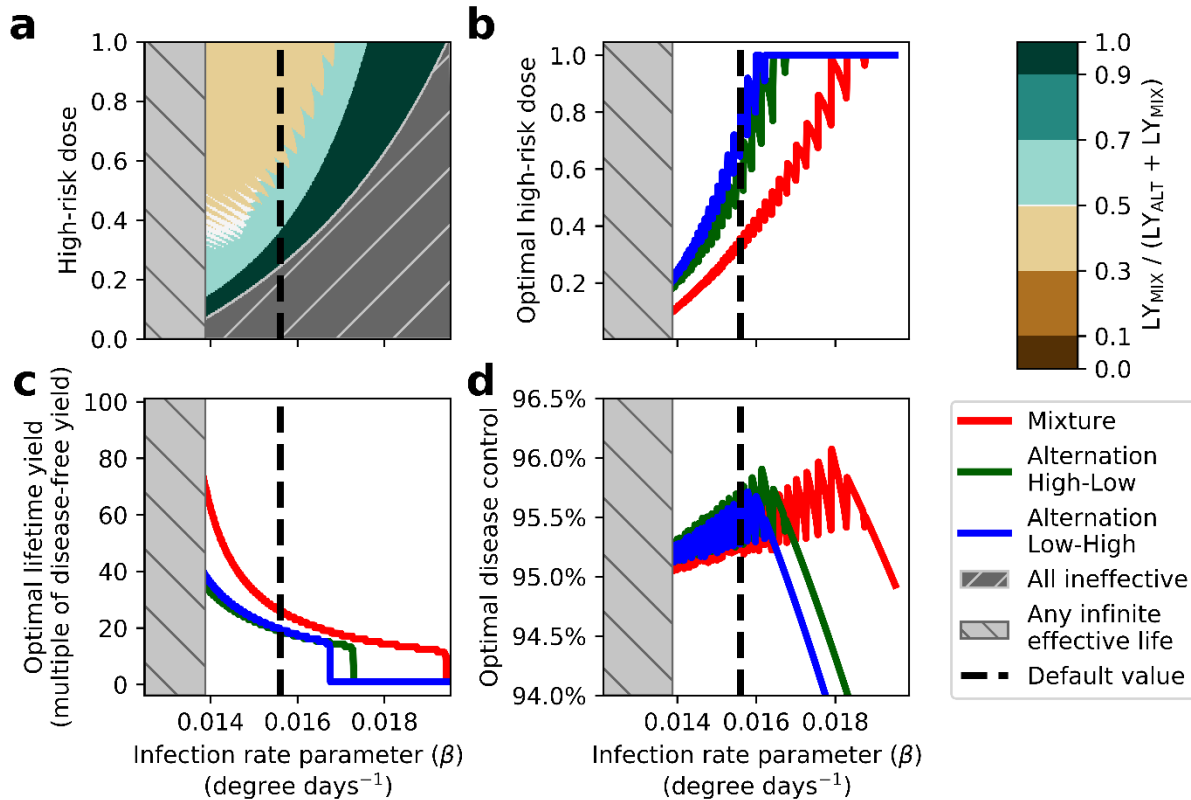 a
High-risk dose
1.0
0.8
0.6
0.4
0.2
0.0
b
Optimal high-risk dose
1.0
0.8
0.6
0.4
0.2
1.0
0.9
0.7
0.5
0.3
0.1
0.0
LY_MIX / (LY_ALT + LY_MIX)
c
Optimal lifetime yield
(multiple of disease-free yield)
100
80
60
40
20
0
0.014
0.016
0.018
Infection rate parameter (β)
(degree days⁻¹)
d
Optimal disease control
96.5%
96.0%
95.5%
95.0%
94.5%
94.0%
0.014
0.016
0.018
Infection rate parameter (β)
(degree days⁻¹)
Mixture
Alternation
High-Low
Alternation
Low-High
All ineffective
Any infinite
effective life
Default value